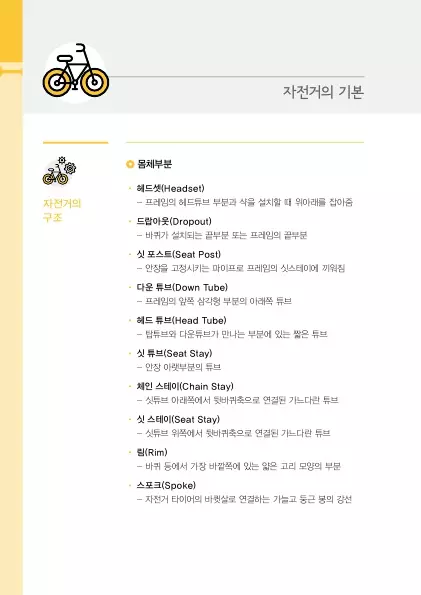 자전거의 기본
자전거의
구조
몸체부분
· 헤드셋(Headset)
– 프레임의 헤드튜브 부분과 삭을 설치할 때 위아래를 잡아줌
· 드랍아웃(Dropout)
– 바퀴가 설치되는 끝부분 또는 프레임의 끝부분
· 싯 포스트(Seat Post)
– 안장을 고정시키는 파이프로 프레임의 싯스테이에 끼워짐
· 다운 튜브(Down Tube)
– 프레임의 앞쪽 삼각형 부분의 아래쪽 튜브
· 헤드 튜브(Head Tube)
– 탑튜브와 다운튜브가 만나는 부분에 있는 짧은 튜브
· 싯 튜브(Seat Stay)
– 안장 아랫부분의 튜브
· 체인 스테이(Chain Stay)
– 싯튜브 아래쪽에서 뒷바퀴축으로 연결된 가느다란 튜브
· 싯 스테이(Seat Stay)
– 싯튜브 위쪽에서 뒷바퀴축으로 연결된 가느다란 튜브
· 림(Rim)
– 바퀴 등에서 가장 바깥쪽에 있는 얇은 고리 모양의 부분
· 스포크(Spoke)
– 자전거 타이어의 바큇살로 연결하는 가늘고 둥근 봉의 강선